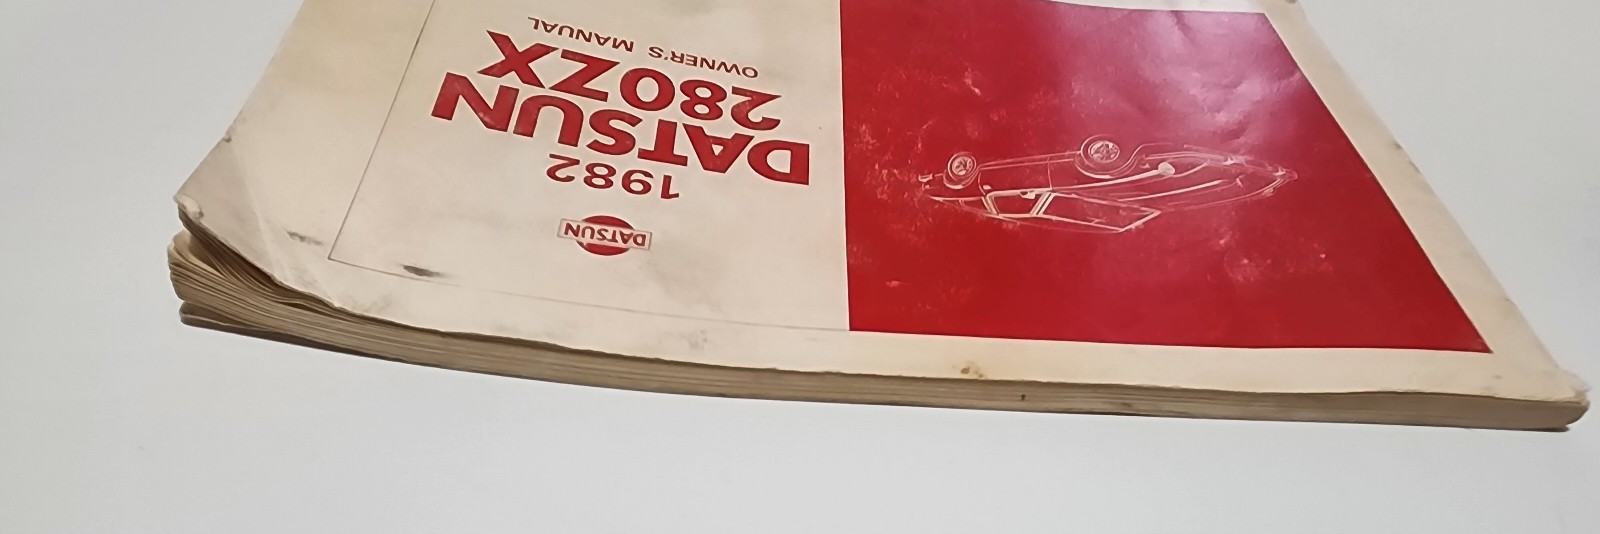 DATSUN
1982
DATSUN
280ZX
OWNER'S MANUAL